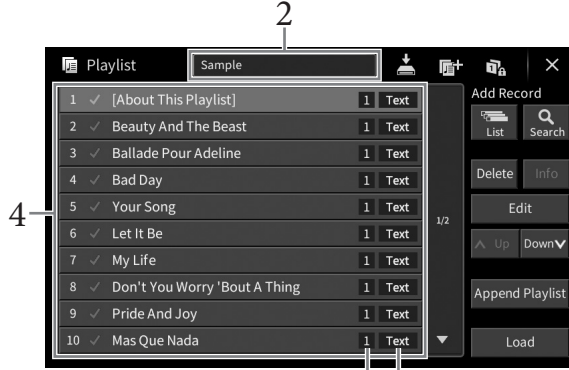 2
Playlist Sample
Add Record
1 [About This Playlist] 1 Text
List Search
2 Beauty And The Beast 1 Text
3 Ballade Pour Adeline 1 Text
Delete Info
4 Bad Day 1 Text
4
5 Your Song 1 Text
Edit
1/2
6 Let It Be 1 Text
Up Down
7 My Life 1 Text
8 Don't You Worry 'Bout A Thing 1 Text
Append Playlist
9 Pride And Joy 1 Text
10 Mas Que Nada 1 Text
Load